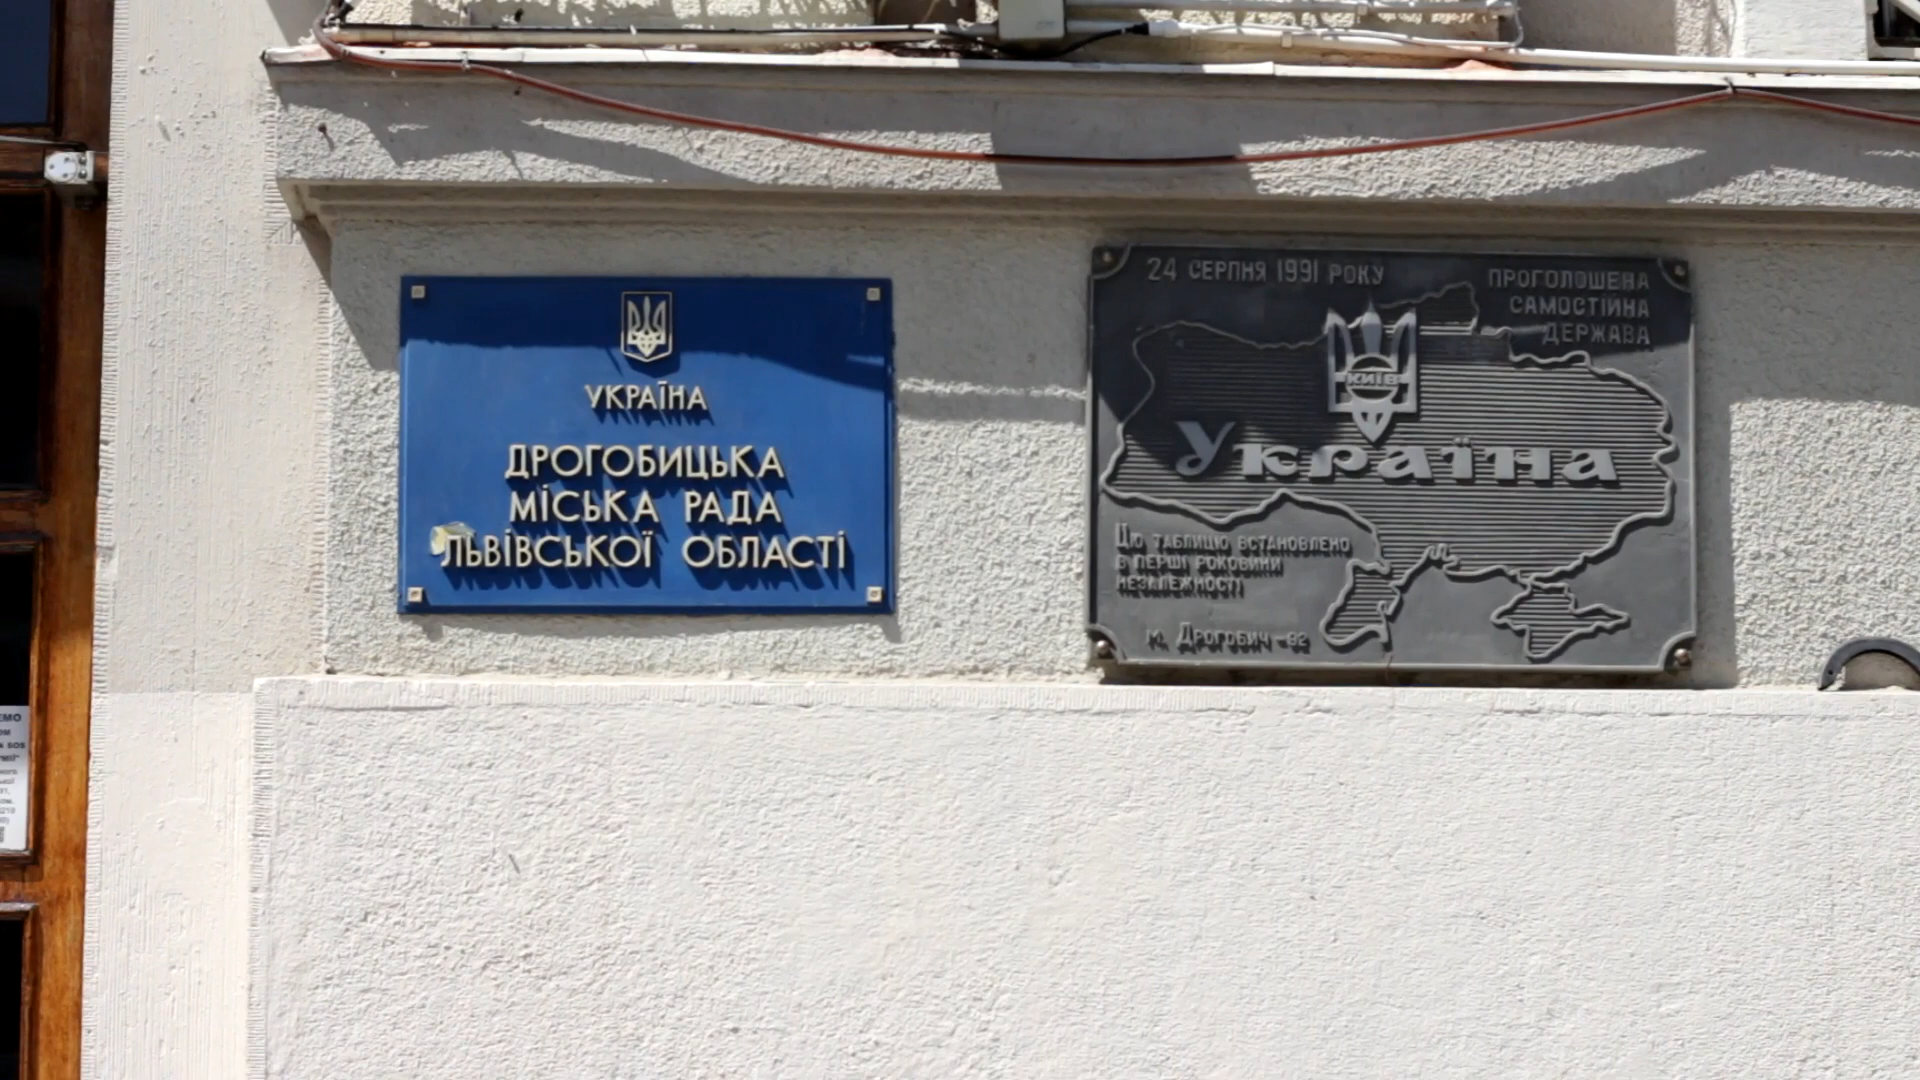 УКРАЇНА
ДРОГОБИЦЬКА
МІСЬКА РАДА
ЛЬВІВСЬКОЇ ОБЛАСТІ
24 СЕРПНЯ 1991 РОКУ
ПРОГОЛОШЕНА
САМОСТІЙНА
ДЕРЖАВА
КИЇВ
Україна
Цю таблицю встановлено
в перші роковини
незалежності
м. Дрогобич-92
SOS